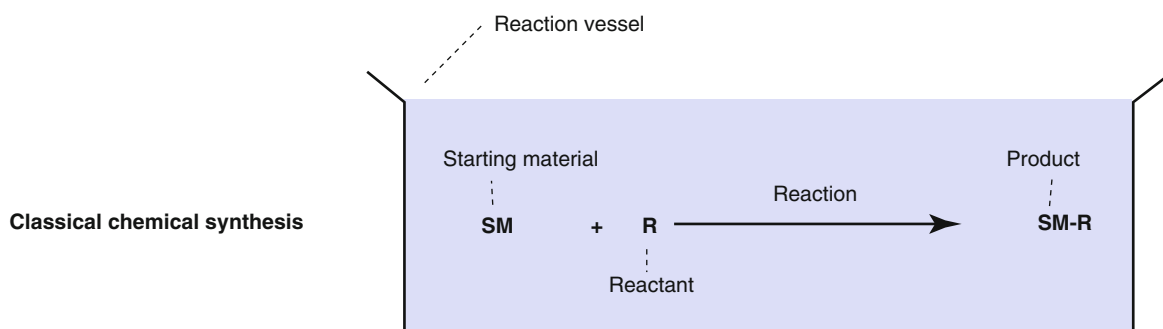 Reaction vessel
Starting material
Product
Reaction
Classical chemical synthesis
SM + R SM-R
Reactant